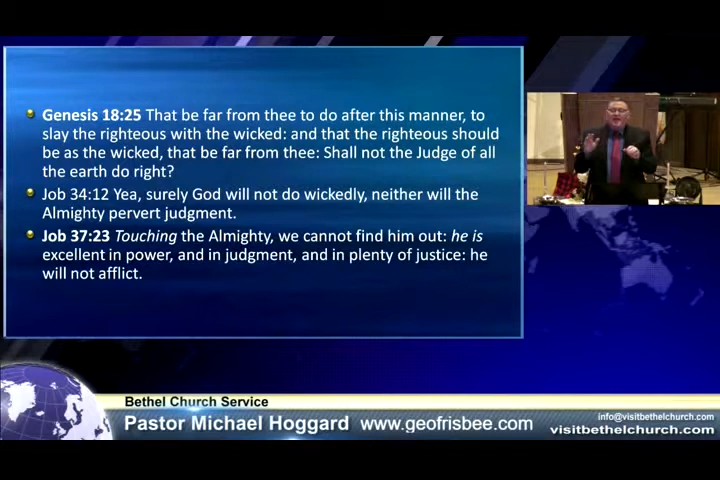 Genesis 18:25 That be far from thee to do after this manner, to
slay the righteous with the wicked: and that the righteous should
be as the wicked, that be far from thee: Shall not the Judge of all
the earth do right?
Job 34:12 Yea, surely God will not do wickedly, neither will the
Almighty pervert judgment.
Job 37:23 Touching the Almighty, we cannot find him out: he is
excellent in power, and in judgment, and in plenty of justice: he
will not afflict.
Bethel Church Service
Pastor Michael Hoggard www.geofrisbee.com
info@visitbethelchurch.com
visitbethelchurch.com